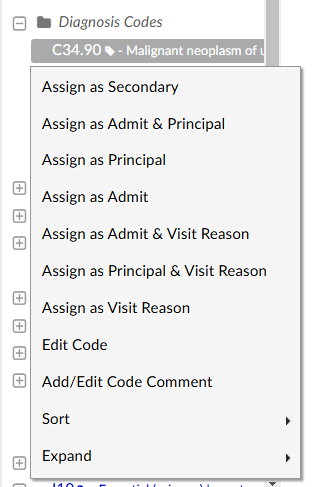 Diagnosis Codes
C34.90 - Malignant neoplasm of u
Assign as Secondary
Assign as Admit & Principal
Assign as Principal
Assign as Admit
Assign as Admit & Visit Reason
Assign as Principal & Visit Reason
Assign as Visit Reason
Edit Code
Add/Edit Code Comment
Sort
Expand